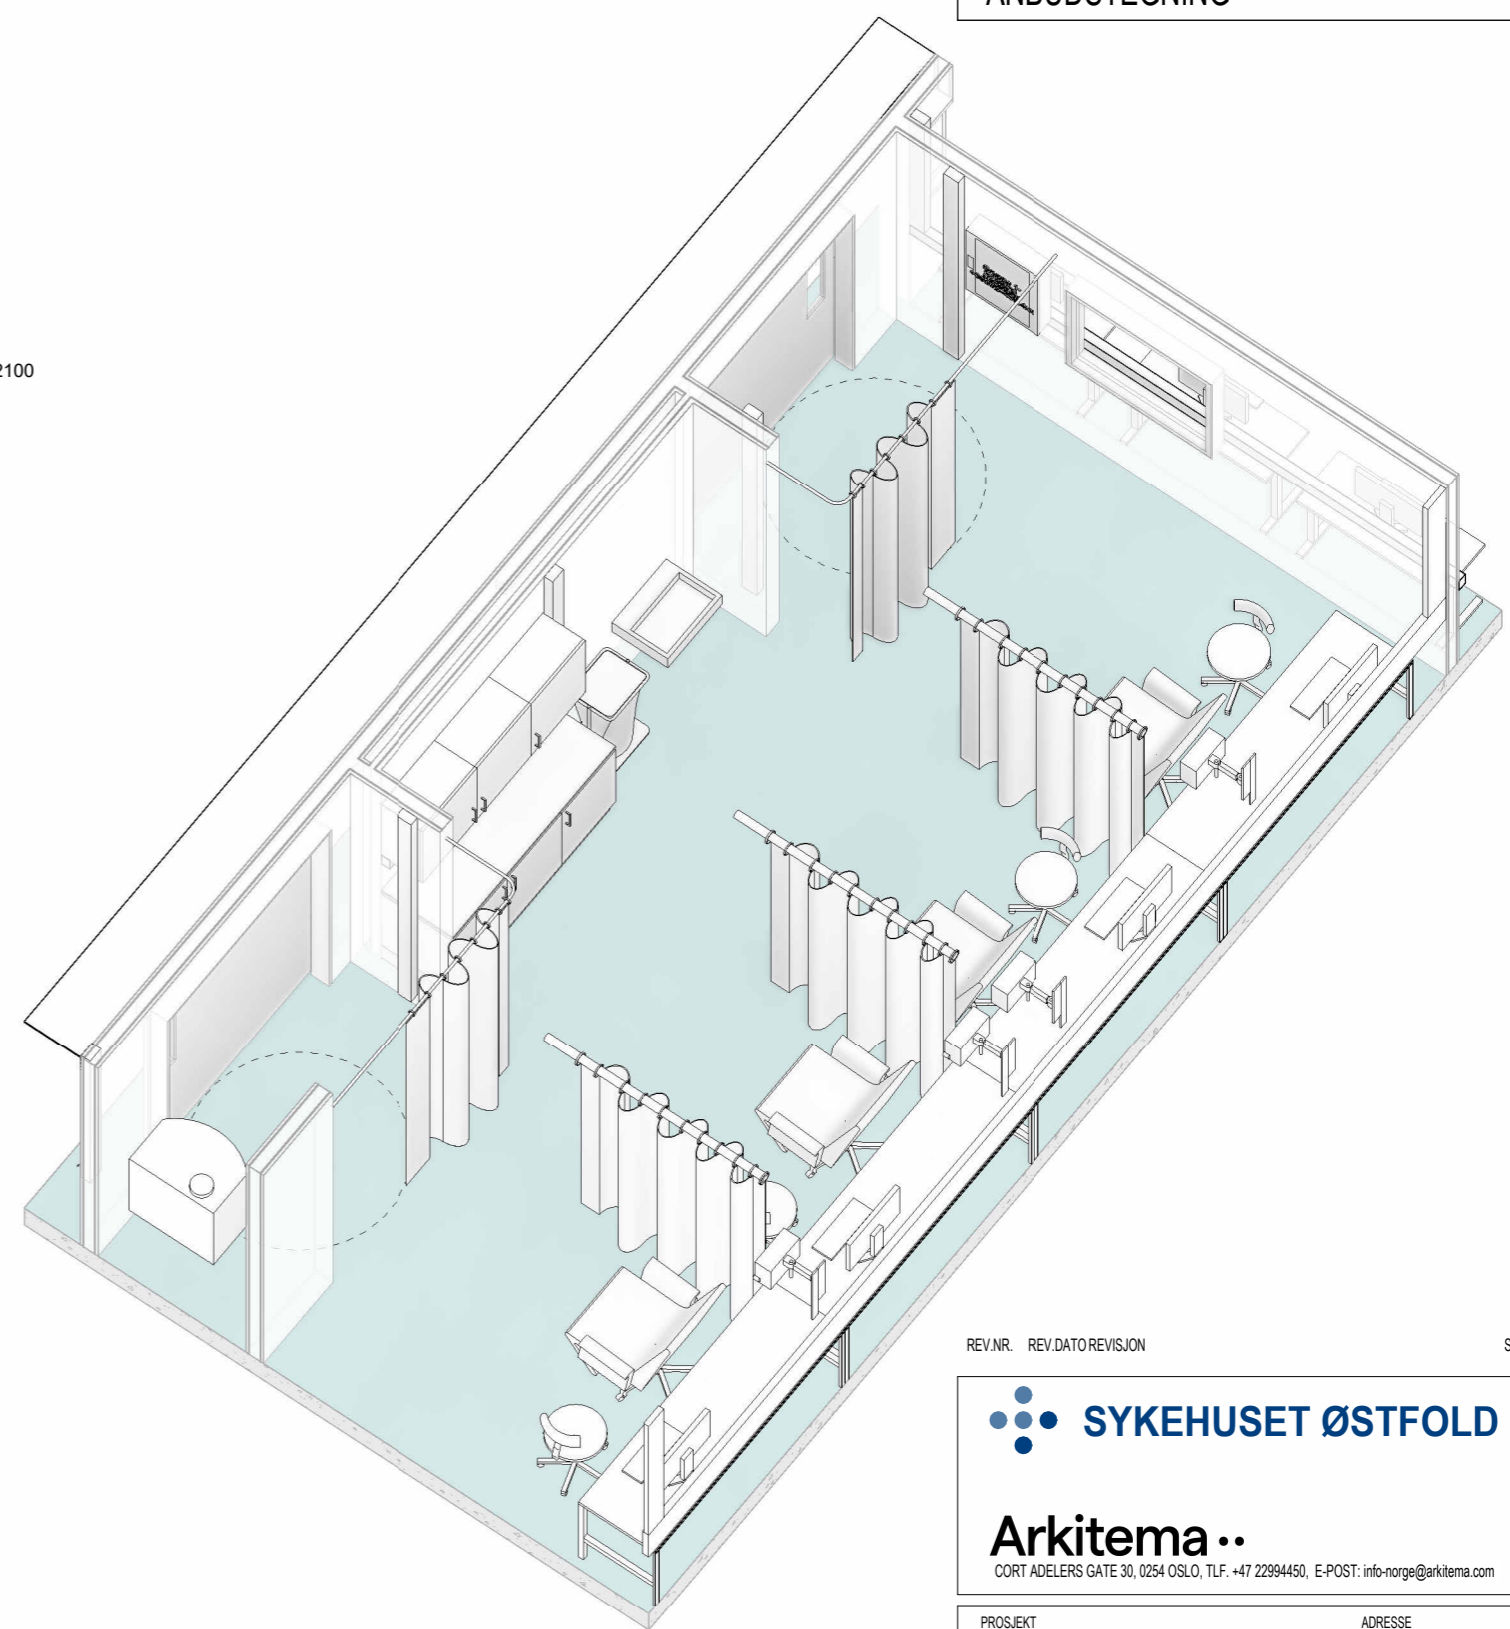 2100
REV.NR. REV.DATO REVISJON
SYKEHUSET ØSTFOLD
Arkitema
CORT ADELERS GATE 30, 0254 OSLO, TLF. +47 22994450, E-POST: info-norge@arkitema.com
PROSJEKT ADRESSE